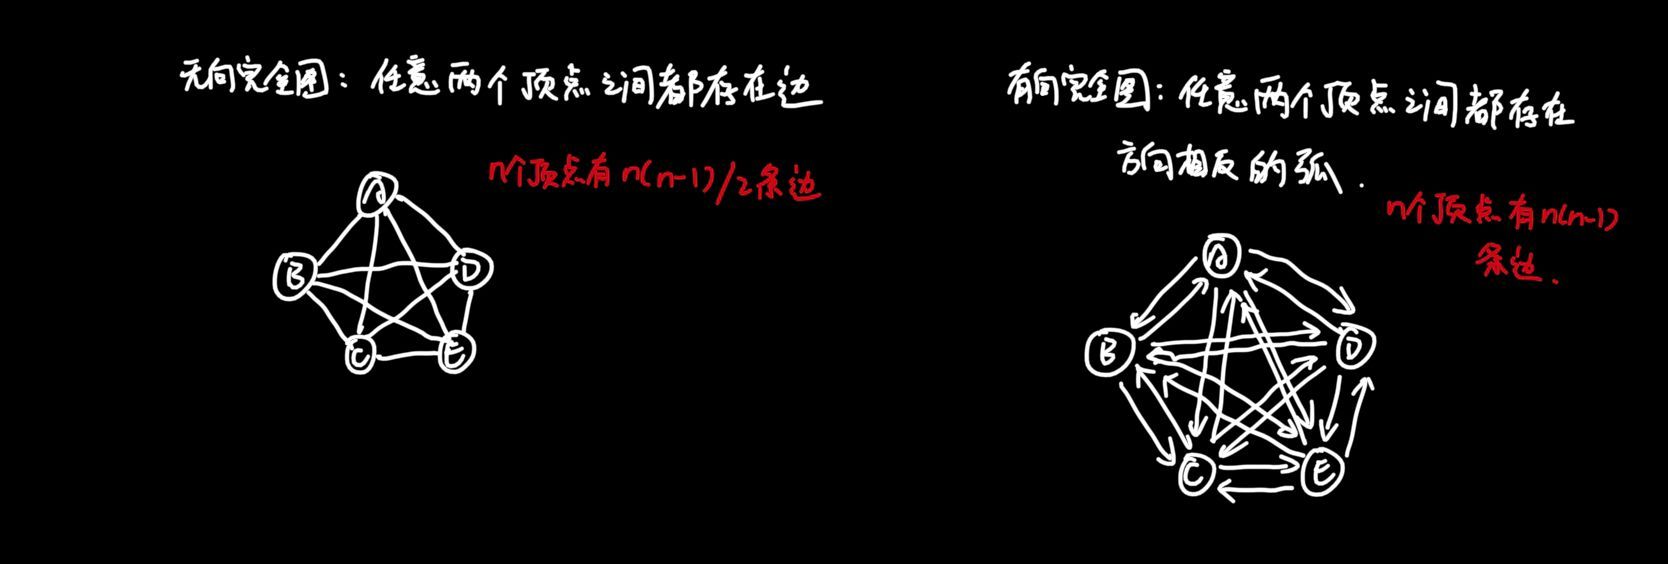 无向完全图：任意两个顶点之间都存在边
n个顶点有n(n-1)/2条边
A
B
D
C
E
有向完全图：任意两个顶点之间都存在
方向相反的弧.
n个顶点有n(n-1)
条边.
A
B
D
C
E